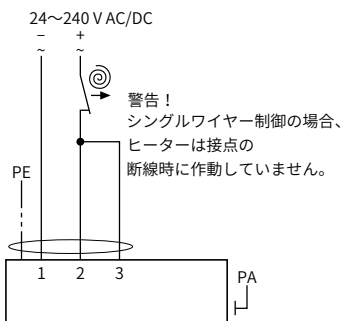 24～240 V AC/DC
− +
~ ~
警告！
シングルワイヤー制御の場合、
ヒーターは接点の
断線時に作動していません。
PE
1 2 3
PA